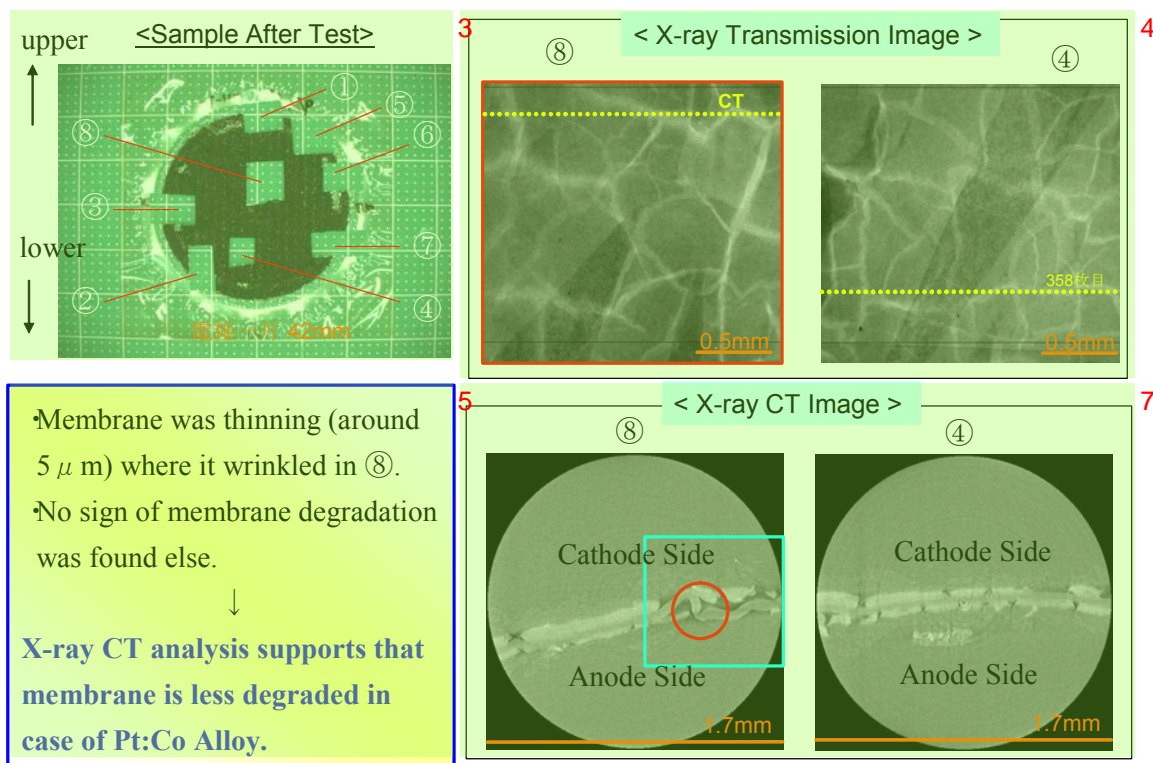 upper
<Sample After Test>
①
⑤
⑧
⑥
③
lower
⑦
②
④
電極一片 42mm
3
< X-ray Transmission Image >
4
⑧
④
CT
358枚目
0.5mm
0.5mm
•Membrane was thinning (around
5 μ m) where it wrinkled in ⑧.
•No sign of membrane degradation
was found else.
↓
X-ray CT analysis supports that
membrane is less degraded in
case of Pt:Co Alloy.
5
< X-ray CT Image >
7
⑧
④
Cathode Side
Cathode Side
Anode Side
Anode Side
1.7mm
1.7mm